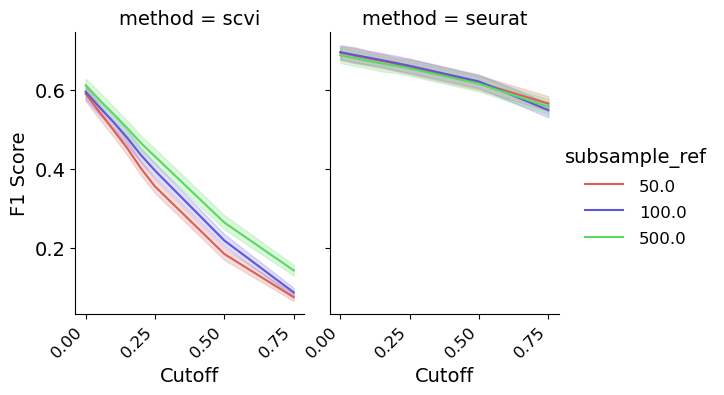 method = scvi
method = seurat
F1 Score
0.6
0.4
0.2
0.00
0.25
0.50
0.75
Cutoff
0.00
0.25
0.50
0.75
Cutoff
subsample_ref
50.0
100.0
500.0